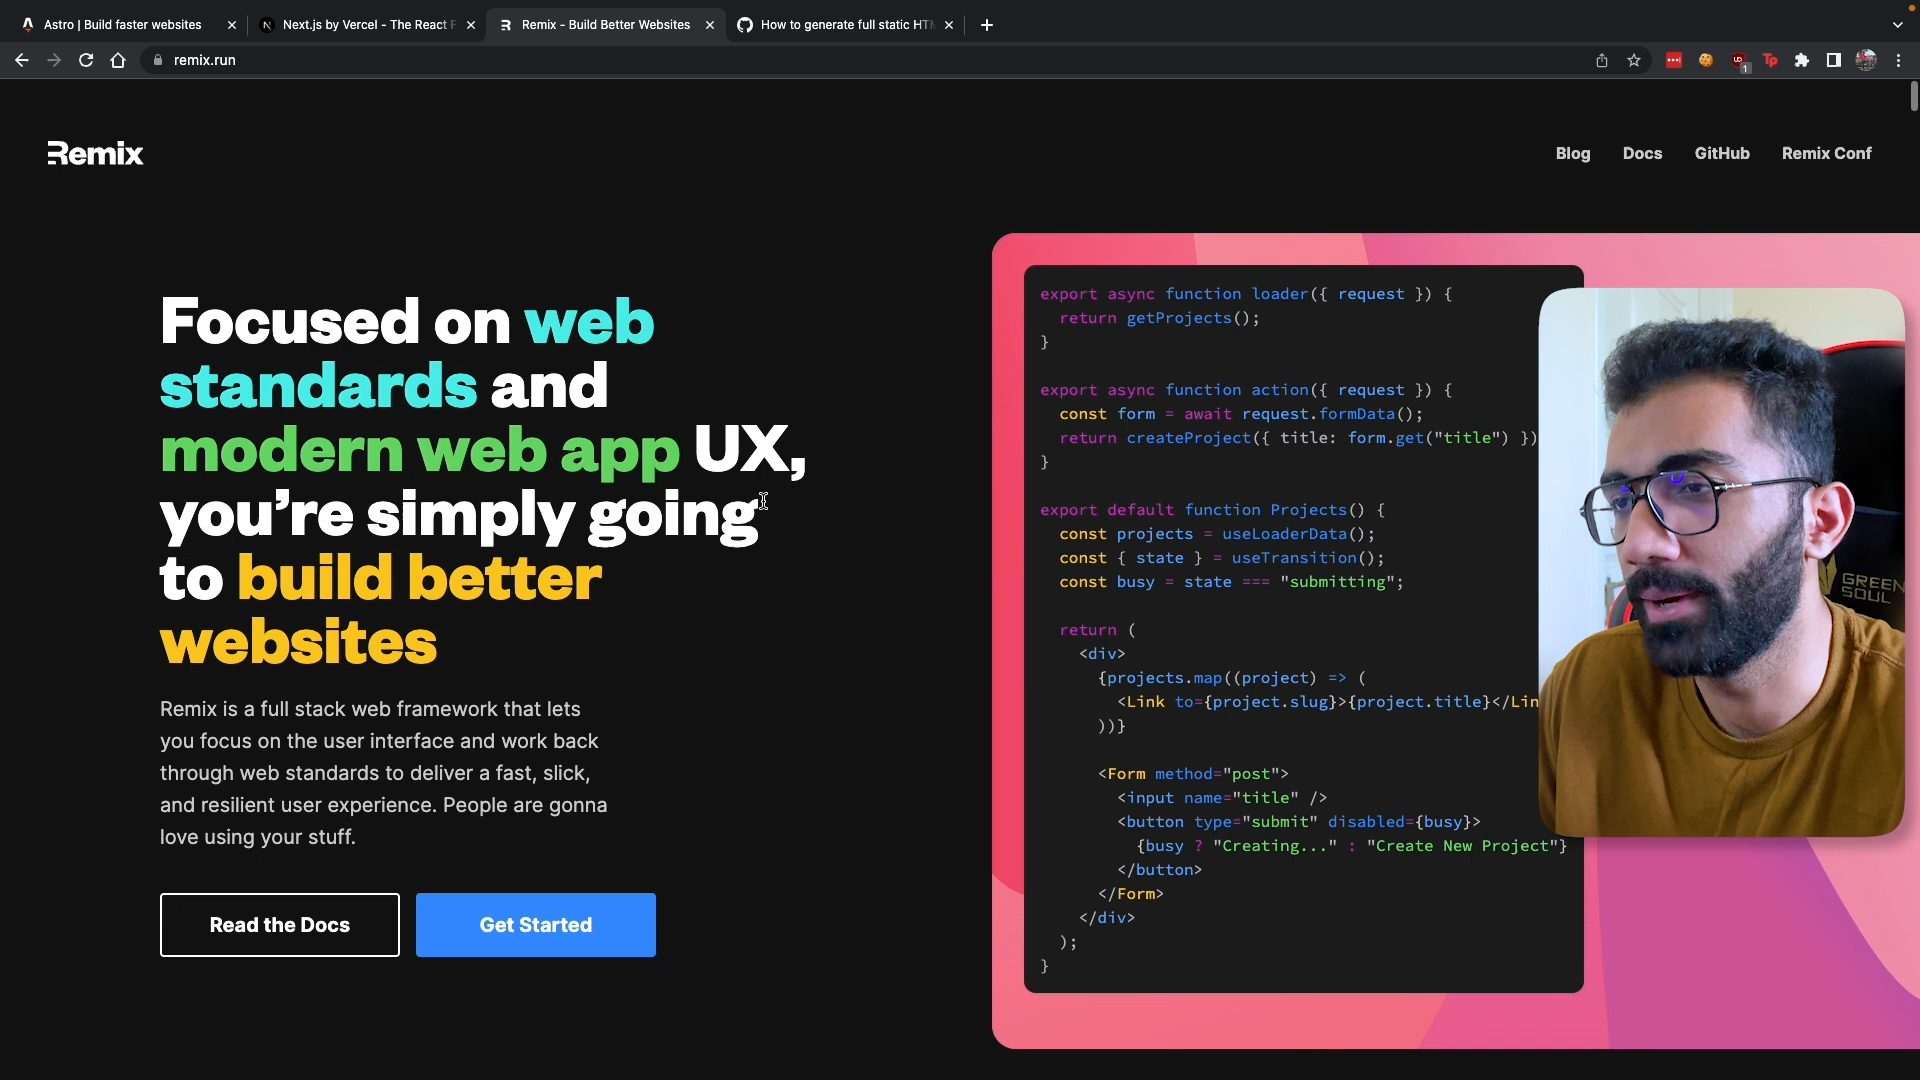 Astro | Build faster websites
Next.js by Vercel - The React F
Remix - Build Better Websites
How to generate full static HTM
remix.run
1
Remix
Blog
Docs
GitHub
Remix Conf
Focused on web
standards and
modern web app UX,
you’re simply going
to build better
websites
Remix is a full stack web framework that lets
you focus on the user interface and work back
through web standards to deliver a fast, slick,
and resilient user experience. People are gonna
love using your stuff.
Read the Docs
Get Started
export async function loader({ request }) {
return getProjects();
}
export async function action({ request }) {
const form = await request.formData();
return createProject({ title: form.get("title") })
}
export default function Projects() {
const projects = useLoaderData();
const { state } = useTransition();
const busy = state === "submitting";
return (
<div>
{projects.map((project) => (
<Link to={project.slug}>{project.title}</Lin
))}
<Form method="post">
<input name="title" />
<button type="submit" disabled={busy}>
{busy ? "Creating..." : "Create New Project"}
</button>
</Form>
</div>
);
}
GREEN
SOUL